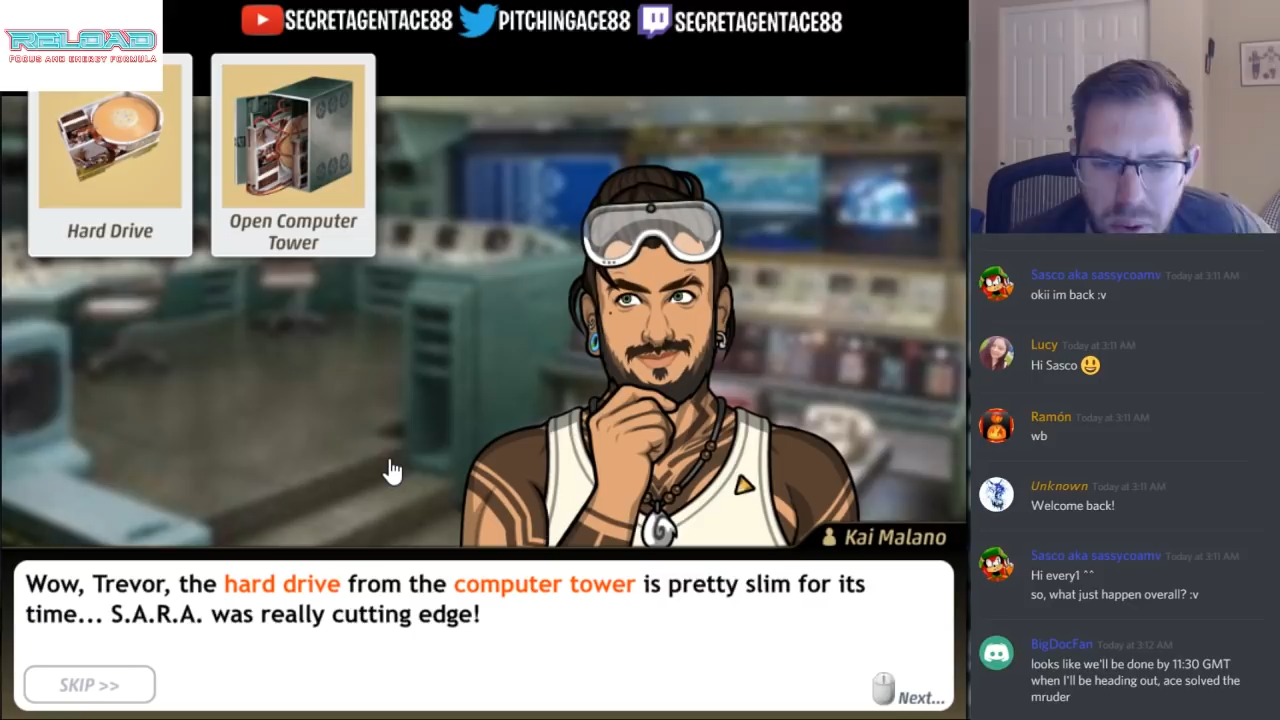 SECRETAGENTACE88 PITCHINGACE88 SECRETAGENTACE88
RELOAD
FOCUS AND ENERGY FORMULA
Hard Drive
Open Computer
Tower
Kai Malano
Wow, Trevor, the hard drive from the computer tower is pretty slim for its
time... S.A.R.A. was really cutting edge!
SKIP >>
Next...
Sasco aka sassycoamv Today at 3:11 AM
okii im back :v
Lucy Today at 3:11 AM
Hi Sasco
Ramón Today at 3:11 AM
wb
Unknown Today at 3:11 AM
Welcome back!
Sasco aka sassycoamv Today at 3:11 AM
Hi every1 ^^
so, what just happen overall? :v
BigDocFan Today at 3:12 AM
looks like we'll be done by 11:30 GMT
when I'll be heading out, ace solved the
mruder